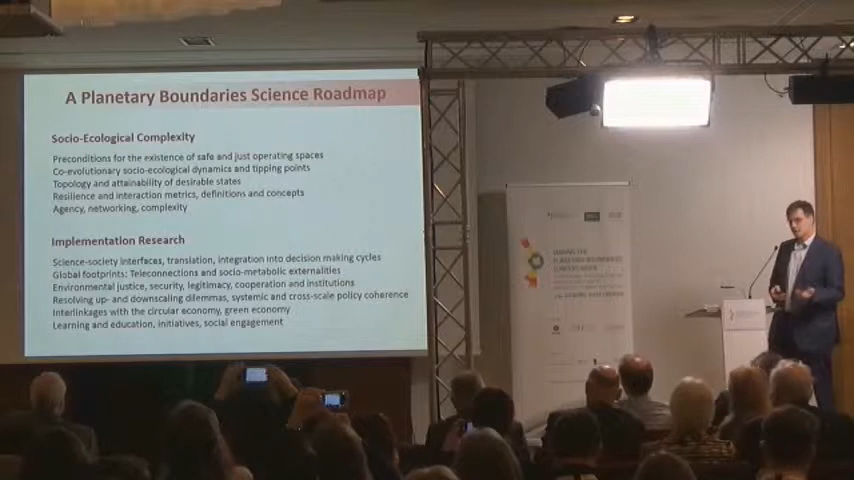 A Planetary Boundaries Science Roadmap
Socio-Ecological Complexity
Preconditions for the existence of safe and just operating spaces
Co-evolutionary socio-ecological dynamics and tipping points
Topology and attainability of desirable states
Resilience and interaction metrics, definitions and concepts
Agency, networking, complexity
Implementation Research
Science-society interfaces, translation, integration into decision making cycles
Global footprints: Teleconnections and socio-metabolic externalities
Environmental justice, security, legitimacy, cooperation and institutions
Resolving up- and downscaling dilemmas, systemic and cross-scale policy coherence
Interlinkages with the circular economy, green economy
Learning and education, initiatives, social engagement
MAKING THE
PLANETARY BOUNDARIES